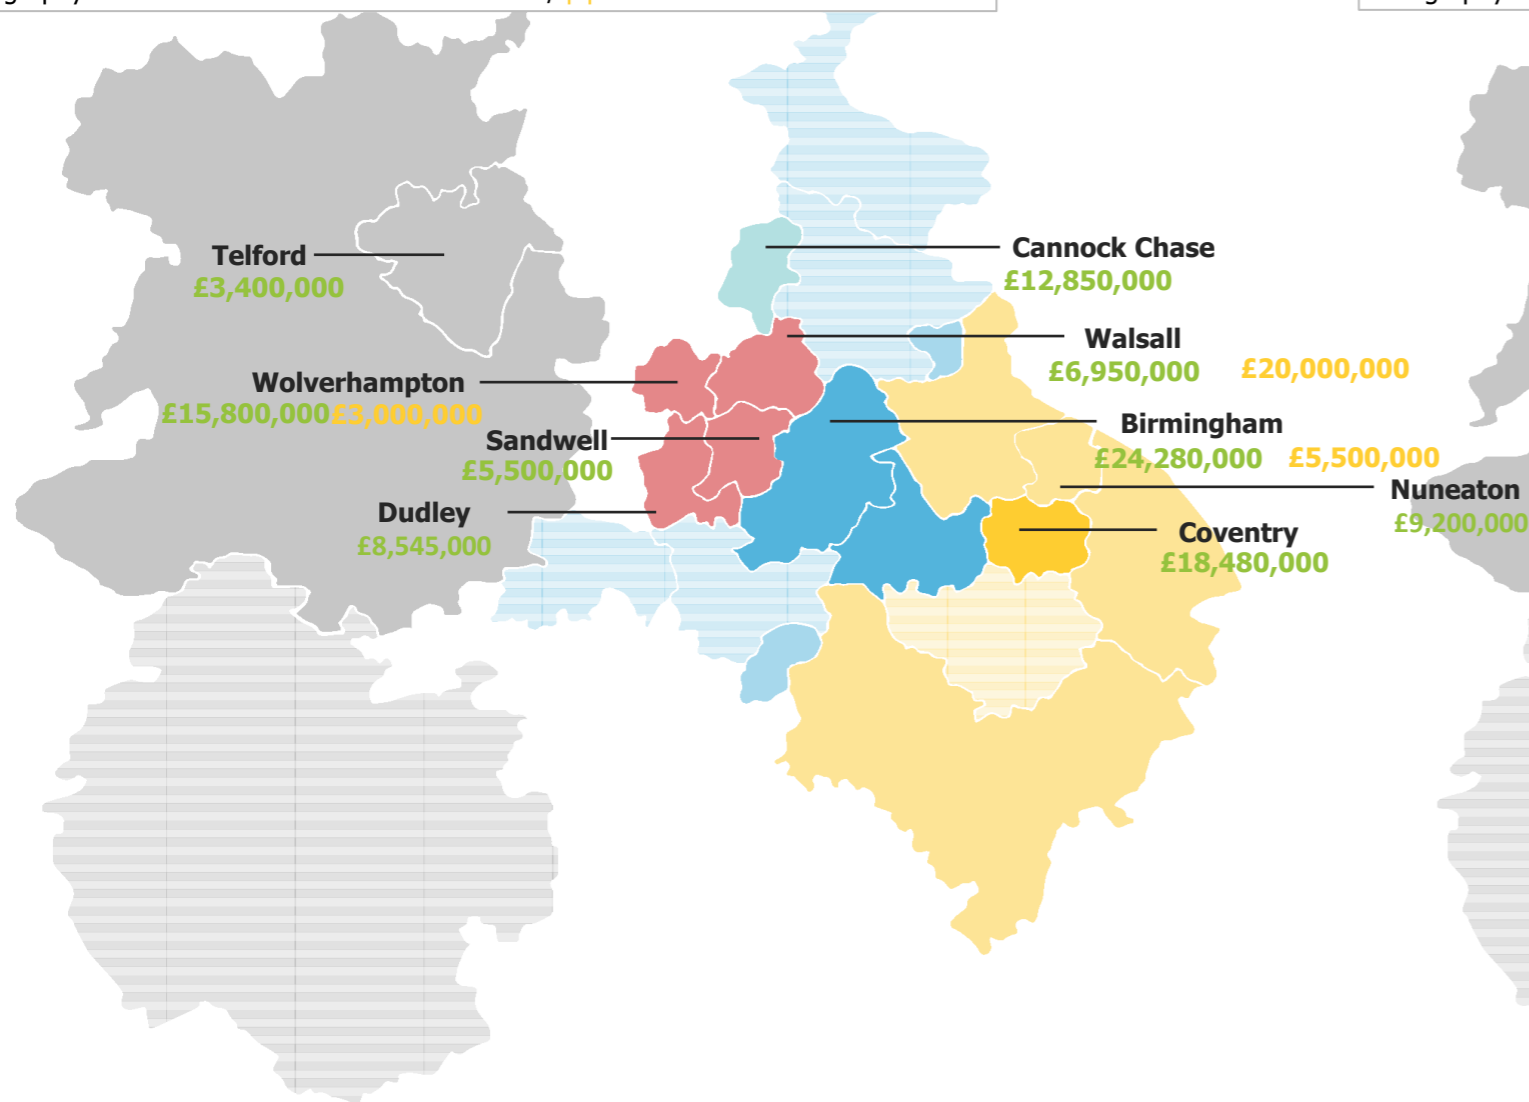 Telford
£3,400,000
Cannock Chase
£12,850,000
Walsall
£6,950,000 £20,000,000
Wolverhampton
£15,800,000 £3,000,000
Birmingham
£24,280,000 £5,500,000
Sandwell
£5,500,000
Nuneaton
£9,200,000
Dudley
£8,545,000
Coventry
£18,480,000